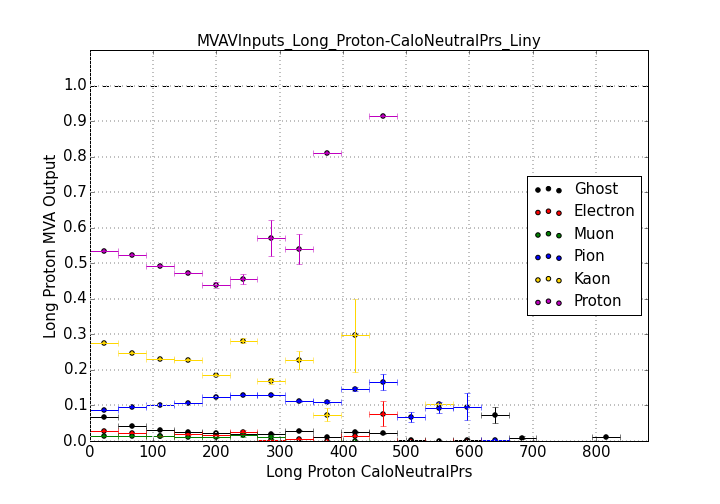 MVAVInputs_Long_Proton-CaloNeutralPrs_Liny
Long Proton MVA Output
1.0
0.9
0.8
0.7
0.6
0.5
0.4
0.3
0.2
0.1
0.0
Ghost
Electron
Muon
Pion
Kaon
Proton
0 100 200 300 400 500 600 700 800
Long Proton CaloNeutralPrs